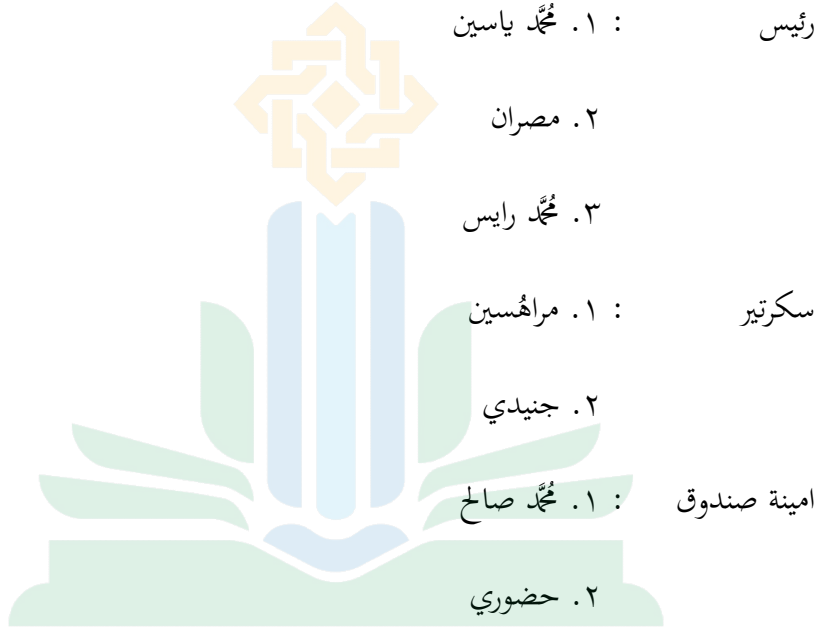 رئيس : ١. مُحَمَّد ياسين
٢. مصران
٣. مُحَمَّد رايس
سكرتير : ١. مراهُسين
٢. جنيدي
امينة صندوق : ١. مُحَمَّد صالح
٢. حضوري